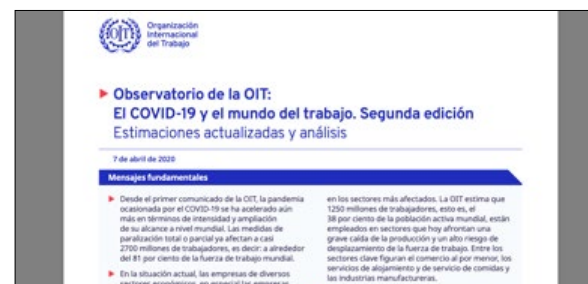 Organización
Internacional
del Trabajo
Observatorio de la OIT:
El COVID-19 y el mundo del trabajo. Segunda edición
Estimaciones actualizadas y análisis
7 de abril de 2020
Mensajes fundamentales
Desde el primer comunicado de la OIT, la pandemia
ocasionada por el COVID-19 se ha acelerado aún
más en términos de intensidad y ampliación
de su alcance a nivel mundial. Las medidas de
paralización total o parcial ya afectan a casi
2700 millones de trabajadores, es decir: a alrededor
del 81 por ciento de la fuerza de trabajo mundial.
En la situación actual, las empresas de diversos
sectores económicos, en especial las empresas
en los sectores más afectados. La OIT estima que
1250 millones de trabajadores, esto es, el
38 por ciento de la población activa mundial, están
empleados en sectores que hoy afrontan una
grave caída de la producción y un alto riesgo de
desplazamiento de la fuerza de trabajo. Entre los
sectores clave figuran el comercio al por menor, los
servicios de alojamiento y de servicio de comidas y
las industrias manufactureras.